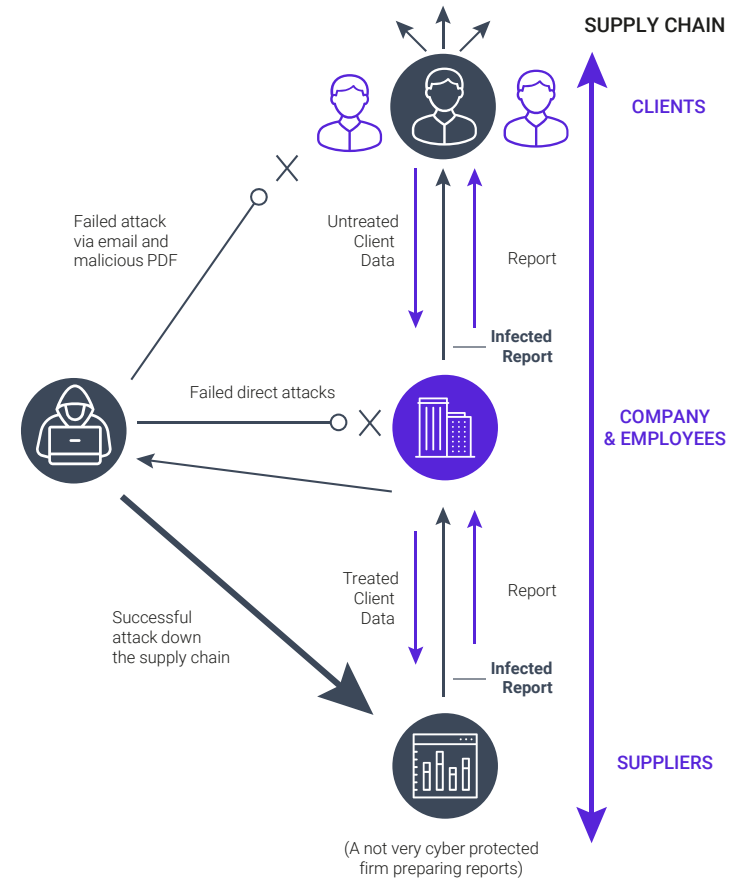 SUPPLY CHAIN
CLIENTS
Failed attack
via email and
malicious PDF
Untreated
Client
Data
Report
Infected
Report
Failed direct attacks
COMPANY
& EMPLOYEES
Treated
Client
Data
Report
Successful
attack down
the supply chain
Infected
Report
SUPPLIERS
(A not very cyber protected
firm preparing reports)